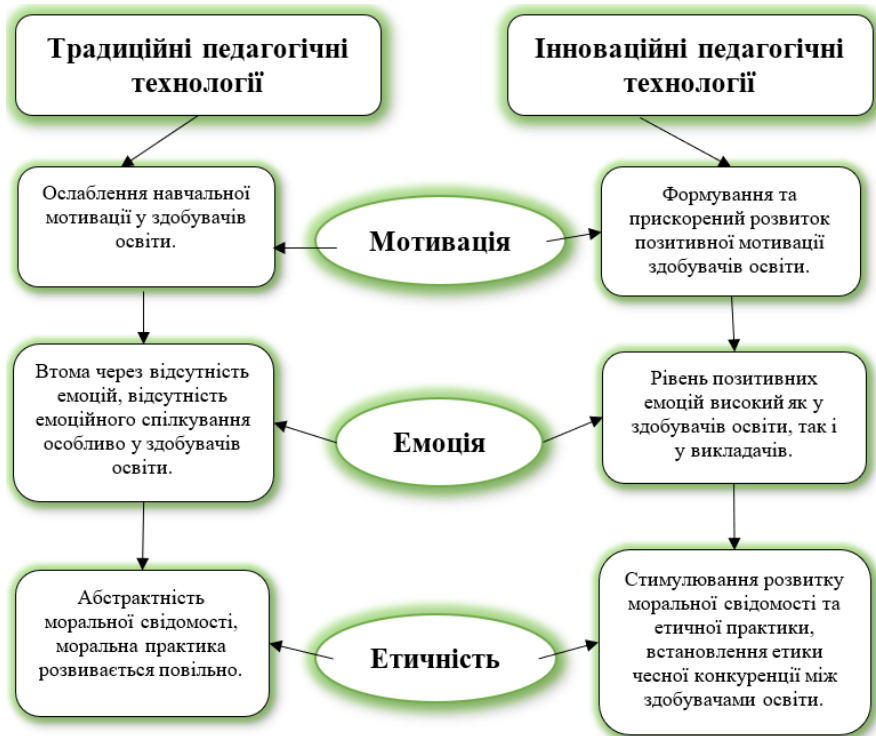 Традиційні педагогічні
технології
Інноваційні педагогічні
технології
Ослаблення навчальної
мотивації у здобувачів
освіти.
Мотивація
Формування та
прискорений розвиток
позитивної мотивації
здобувачів освіти.
Втома через відсутність
емоцій, відсутність
емоційного спілкування
особливо у здобувачів
освіти.
Емоція
Рівень позитивних
емоцій високий як у
здобувачів освіти, так і
у викладачів.
Абстрактність
моральної свідомості,
моральна практика
розвивається повільно.
Етичність
Стимулювання розвитку
моральної свідомості та
етичної практики,
встановлення етики
чесної конкуренції між
здобувачами освіти.